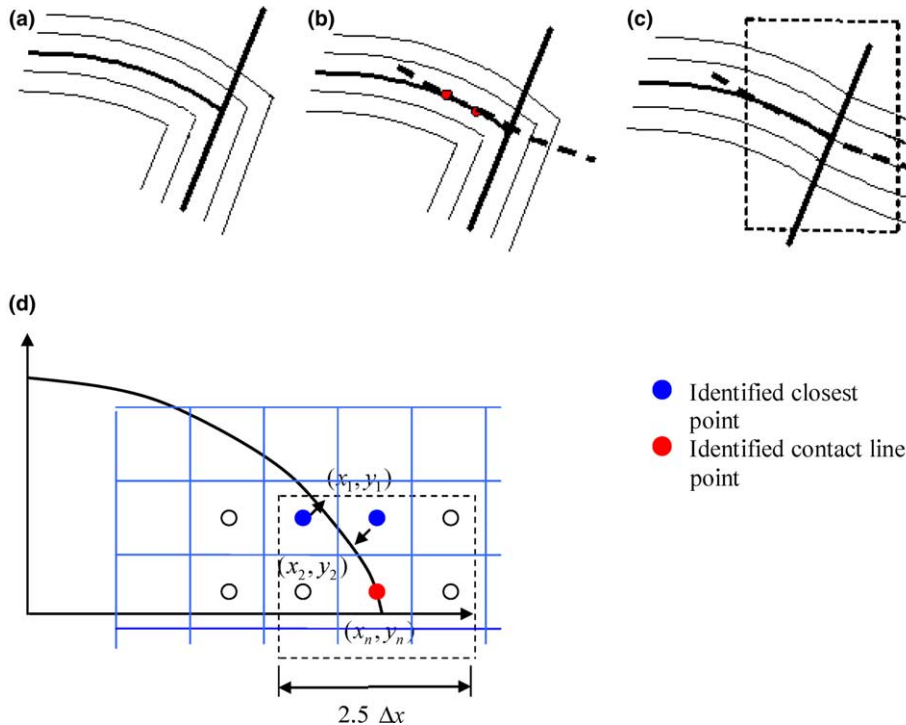 (a)
(b)
(c)
(d)
(x₁, y₁)
(x₂, y₂)
(xₙ, yₙ)
2.5 Δx
Identified closest
point
Identified contact line
point